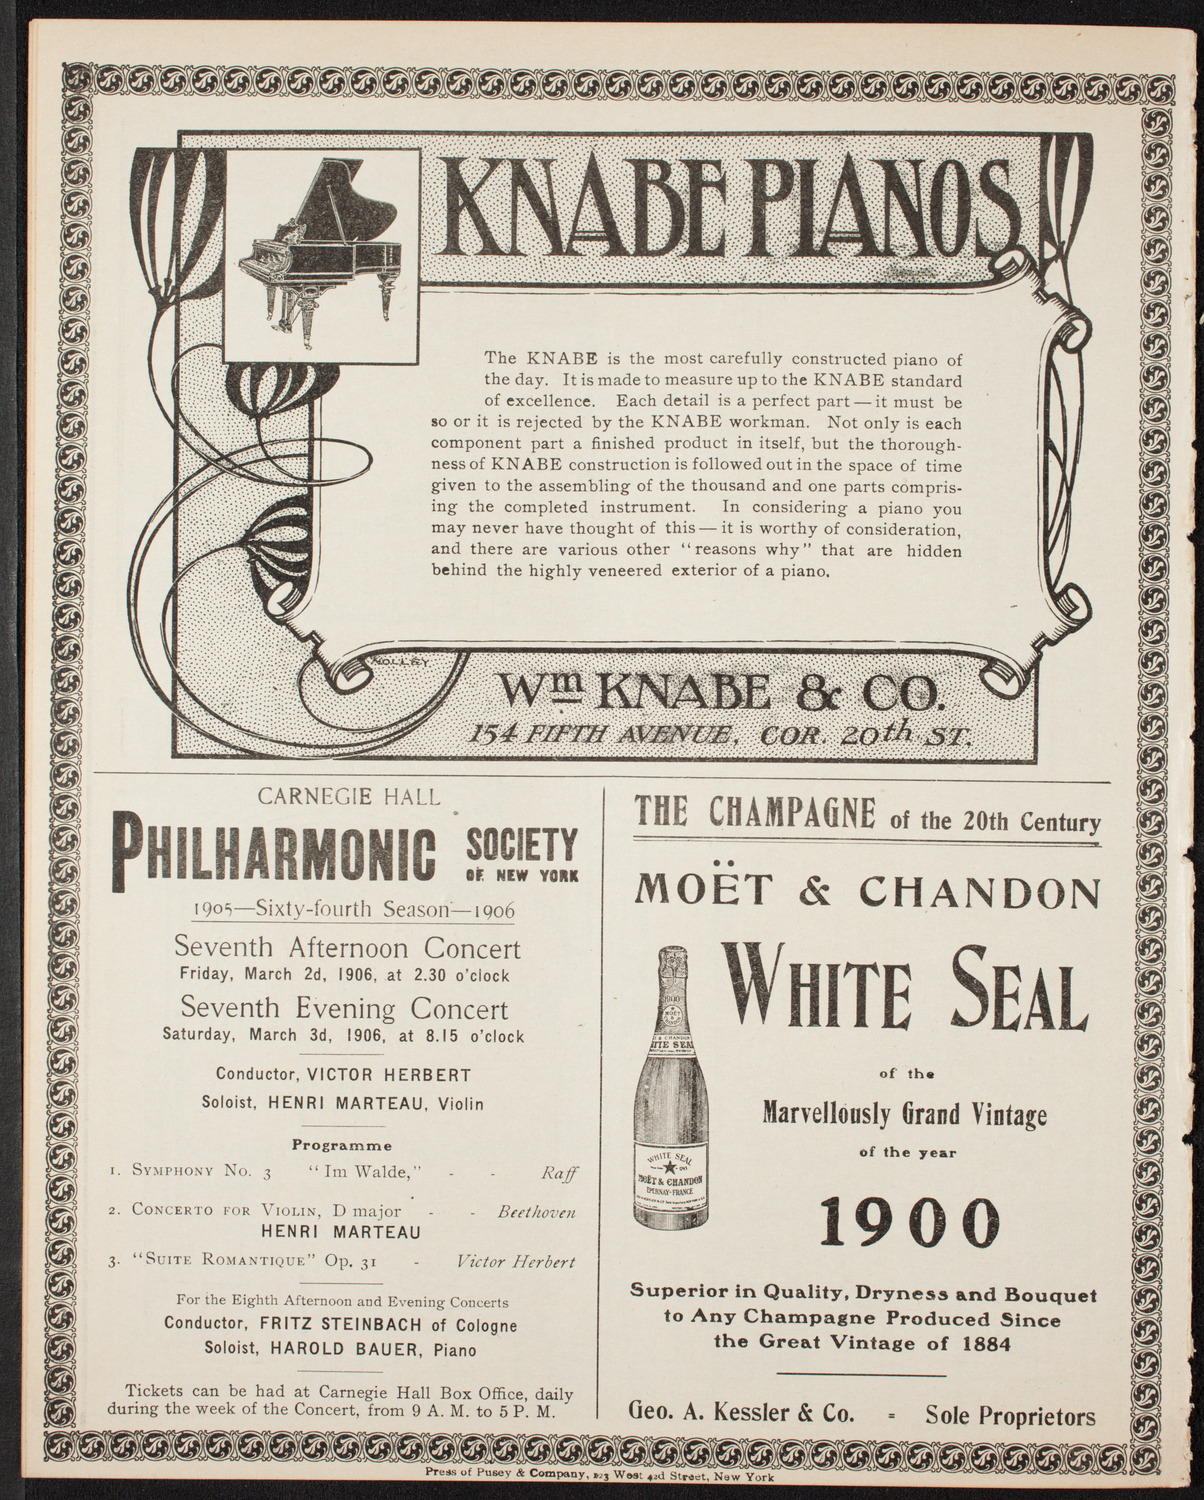 KNABE PIANOS
The KNABE is the most carefully constructed piano of
the day. It is made to measure up to the KNABE standard
of excellence. Each detail is a perfect part — it must be
so or it is rejected by the KNABE workman. Not only is each
component part a finished product in itself, but the thorough-
ness of KNABE construction is followed out in the space of time
given to the assembling of the thousand and one parts compris-
ing the completed instrument. In considering a piano you
may never have thought of this — it is worthy of consideration,
and there are various other "reasons why" that are hidden
behind the highly veneered exterior of a piano.
NOLLEY
Wm KNABE & CO.
154 FIFTH AVENUE, COR. 20th ST.
CARNEGIE HALL
PHILHARMONIC SOCIETY
OF NEW YORK
1905—Sixty-fourth Season—1906
Seventh Afternoon Concert
Friday, March 2d, 1906, at 2.30 o'clock
Seventh Evening Concert
Saturday, March 3d, 1906, at 8.15 o'clock
Conductor, VICTOR HERBERT
Soloist, HENRI MARTEAU, Violin
Programme
1. SYMPHONY No. 3 "Im Walde," - - Raff
2. CONCERTO FOR VIOLIN, D major - - Beethoven
HENRI MARTEAU
3. "SUITE ROMANTIQUE" Op. 31 - Victor Herbert
For the Eighth Afternoon and Evening Concerts
Conductor, FRITZ STEINBACH of Cologne
Soloist, HAROLD BAUER, Piano
Tickets can be had at Carnegie Hall Box Office, daily
during the week of the Concert, from 9 A. M. to 5 P. M.
THE CHAMPAGNE of the 20th Century
MOËT & CHANDON
WHITE SEAL
of the
Marvellously Grand Vintage
of the year
1900
1900
MOËT
& CHANDON
ITE SEA
WHITE SEAL
MOËT & CHANDON
EPERNAY-FRANCE
Superior in Quality, Dryness and Bouquet
to Any Champagne Produced Since
the Great Vintage of 1884
Geo. A. Kessler & Co. = Sole Proprietors
Press of Pusey & Company, 223 West 42d Street, New York